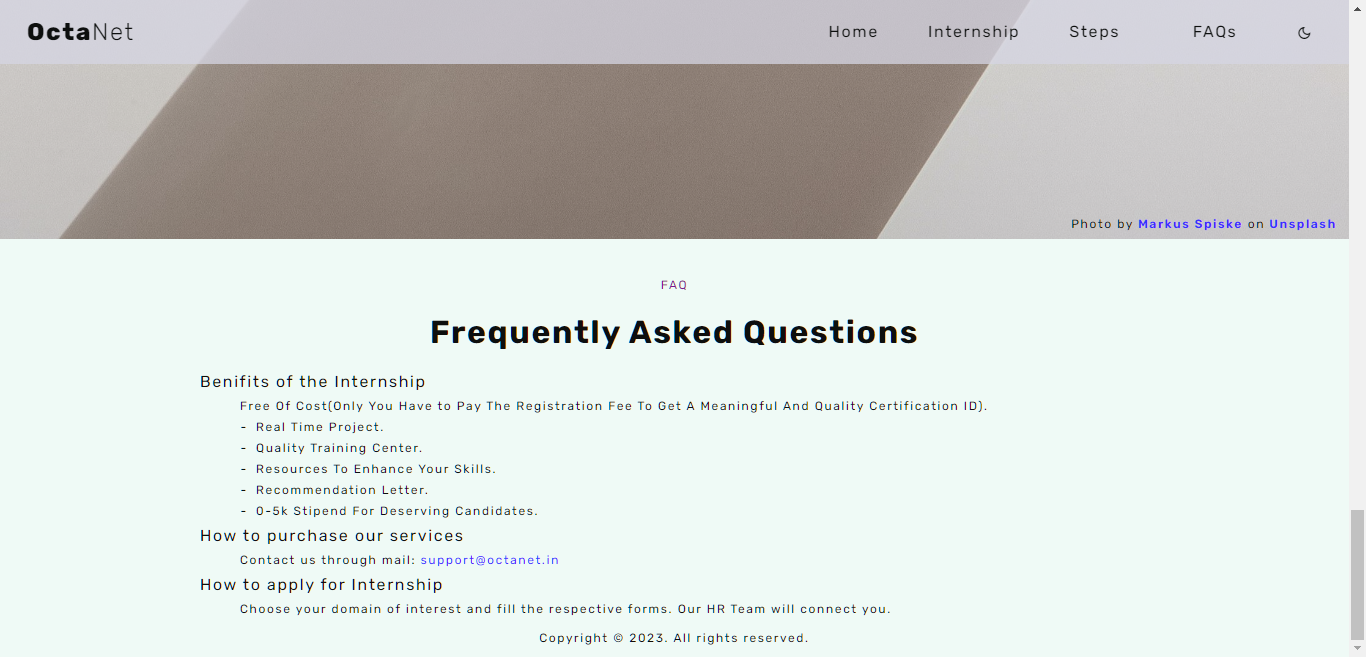 OctaNet Home Internship Steps FAQs
Photo by Markus Spiske on Unsplash
FAQ
Frequently Asked Questions
Benifits of the Internship
Free Of Cost(Only You Have to Pay The Registration Fee To Get A Meaningful And Quality Certification ID).
- Real Time Project.
- Quality Training Center.
- Resources To Enhance Your Skills.
- Recommendation Letter.
- 0-5k Stipend For Deserving Candidates.
How to purchase our services
Contact us through mail: support@octanet.in
How to apply for Internship
Choose your domain of interest and fill the respective forms. Our HR Team will connect you.
Copyright © 2023. All rights reserved.